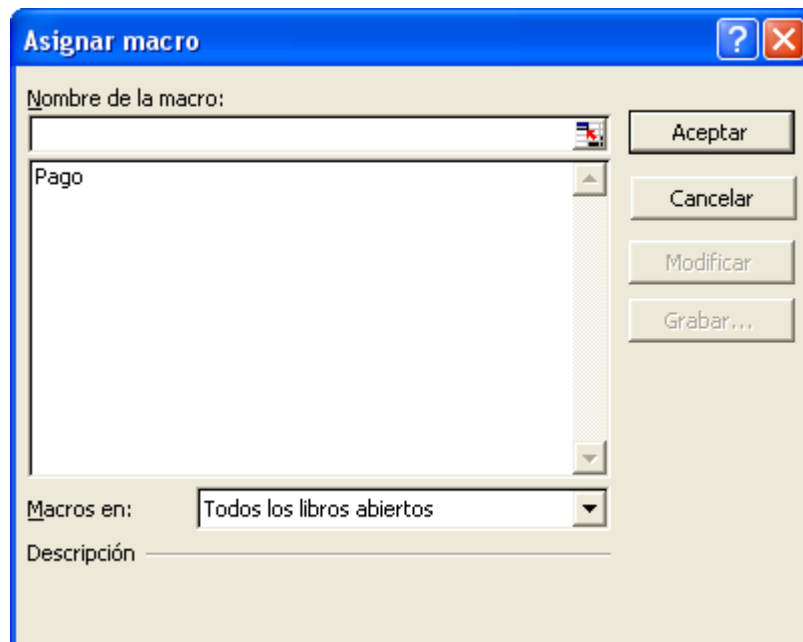 Asignar macro
Nombre de la macro:
Aceptar
Pago
Cancelar
Modificar
Grabar...
Macros en:
Todos los libros abiertos
Descripción